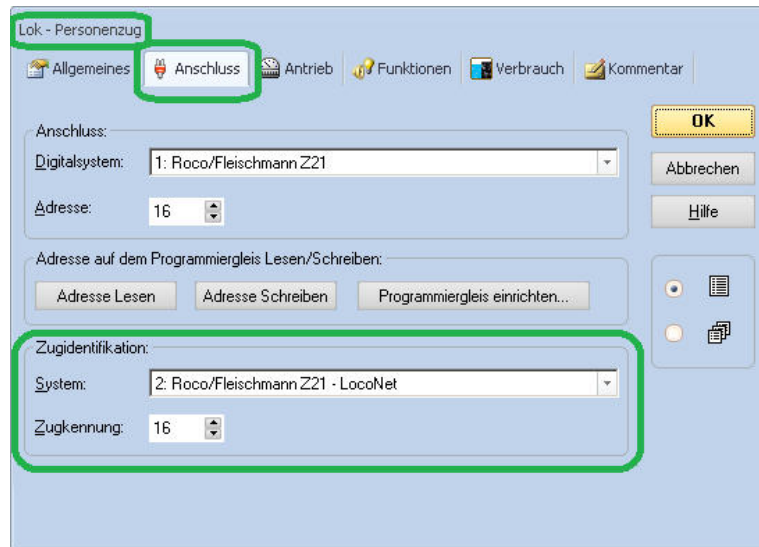 Lok - Personenzug
Allgemeines Anschluss Antrieb Funktionen Verbrauch Kommentar
OK
Abbrechen
Hilfe
Anschluss:
Digitalsystem: 1: Roco/Fleischmann Z21
Adresse: 16
Adresse auf dem Programmiergleis Lesen/Schreiben:
Adresse Lesen Adresse Schreiben Programmiergleis einrichten...
Zugidentifikation:
System: 2: Roco/Fleischmann Z21 - LocoNet
Zugkennung: 16